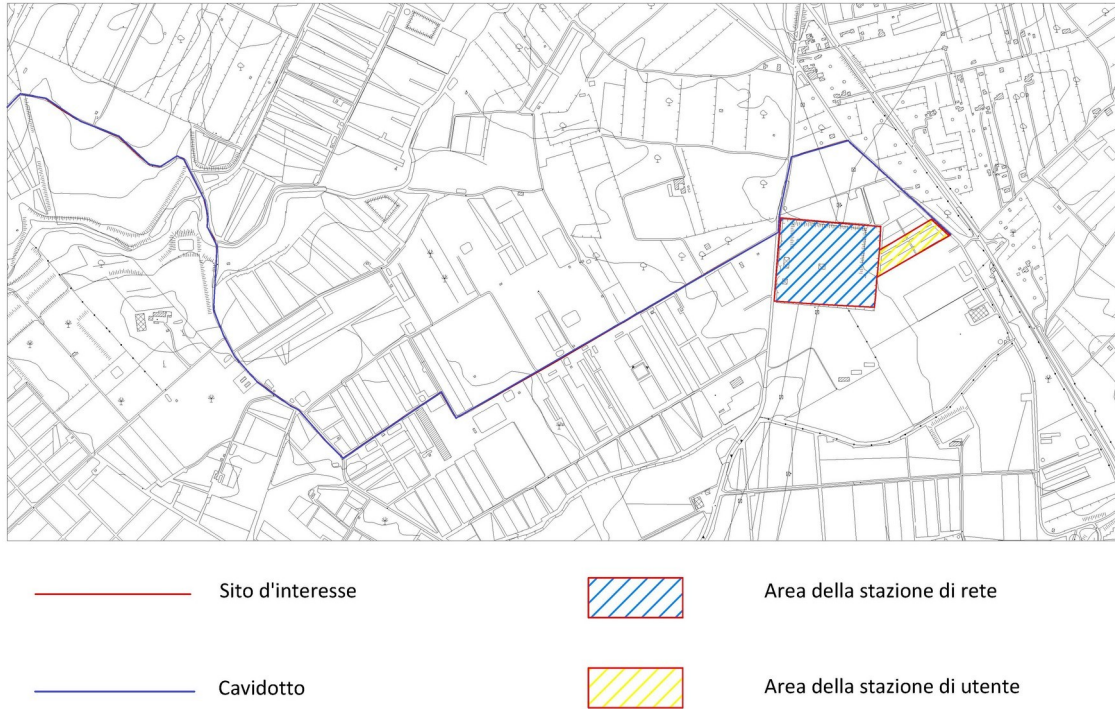 Sito d'interesse
Area della stazione di rete
Cavidotto
Area della stazione di utente